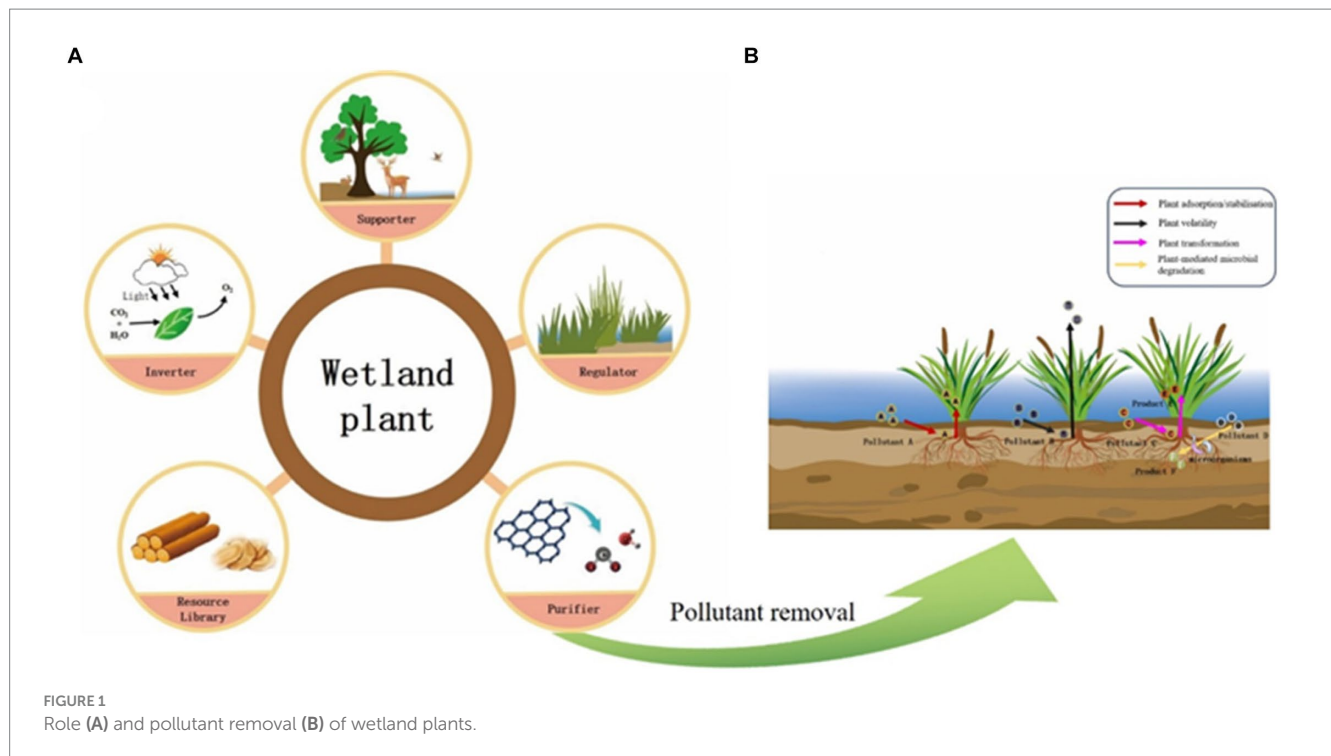 A
Supporter
Light
CO2
+
H2O
O2
Inverter
Regulator
Wetland
plant
Resource
Library
Purifier
Pollutant removal
B
Plant adsorption/stabilisation
Plant volatility
Plant transformation
Plant-mediated microbial
degradation
A
A
A
A
A
A
Pollutant A
B
B
B
B
B
B
Pollutant B
C
C
C
Pollutant C
Product
D
D
D
Pollutant D
microorganisms
Product F
FIGURE 1
Role (A) and pollutant removal (B) of wetland plants.